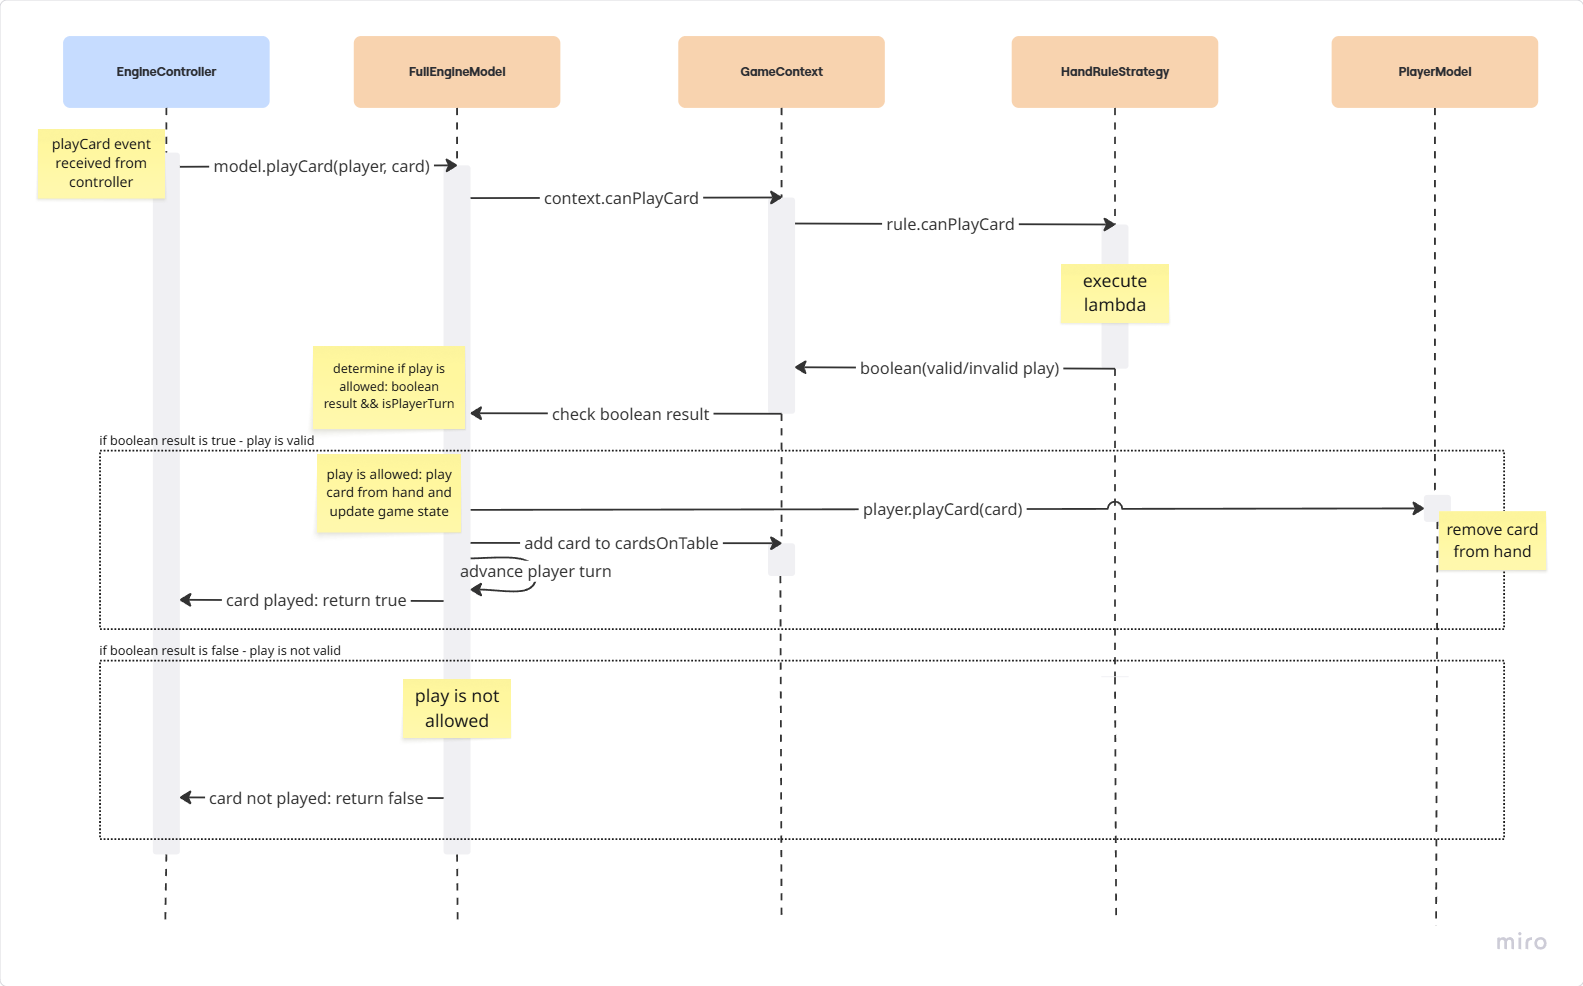 EngineController
FullEngineModel
GameContext
HandRuleStrategy
PlayerModel
playCard event
received from
controller
model.playCard(player, card)
context.canPlayCard
rule.canPlayCard
execute
lambda
boolean(valid/invalid play)
determine if play is
allowed: boolean
result && isPlayerTurn
check boolean result
if boolean result is true - play is valid
play is allowed: play
card from hand and
update game state
player.playCard(card)
remove card
from hand
add card to cardsOnTable
advance player turn
card played: return true
if boolean result is false - play is not valid
play is not
allowed
card not played: return false
miro